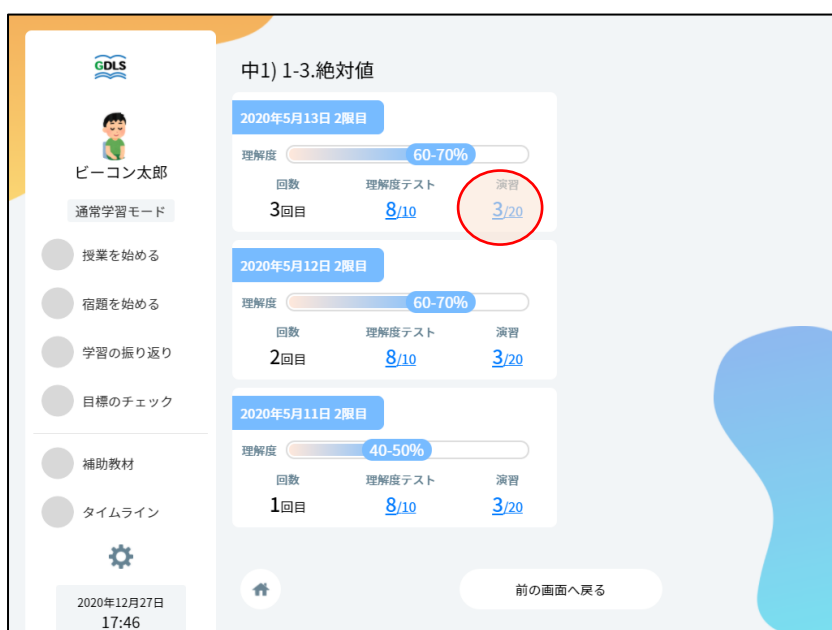 GDLS
ビーコン太郎
通常学習モード
授業を始める
宿題を始める
学習の振り返り
目標のチェック
補助教材
タイムライン
2020年12月27日
17:46
中1) 1-3.絶対値
2020年5月13日 2限目
理解度 60-70%
回数 理解度テスト 演習
3回目 8/10 3/20
2020年5月12日 2限目
理解度 60-70%
回数 理解度テスト 演習
2回目 8/10 3/20
2020年5月11日 2限目
理解度 40-50%
回数 理解度テスト 演習
1回目 8/10 3/20
前の画面へ戻る